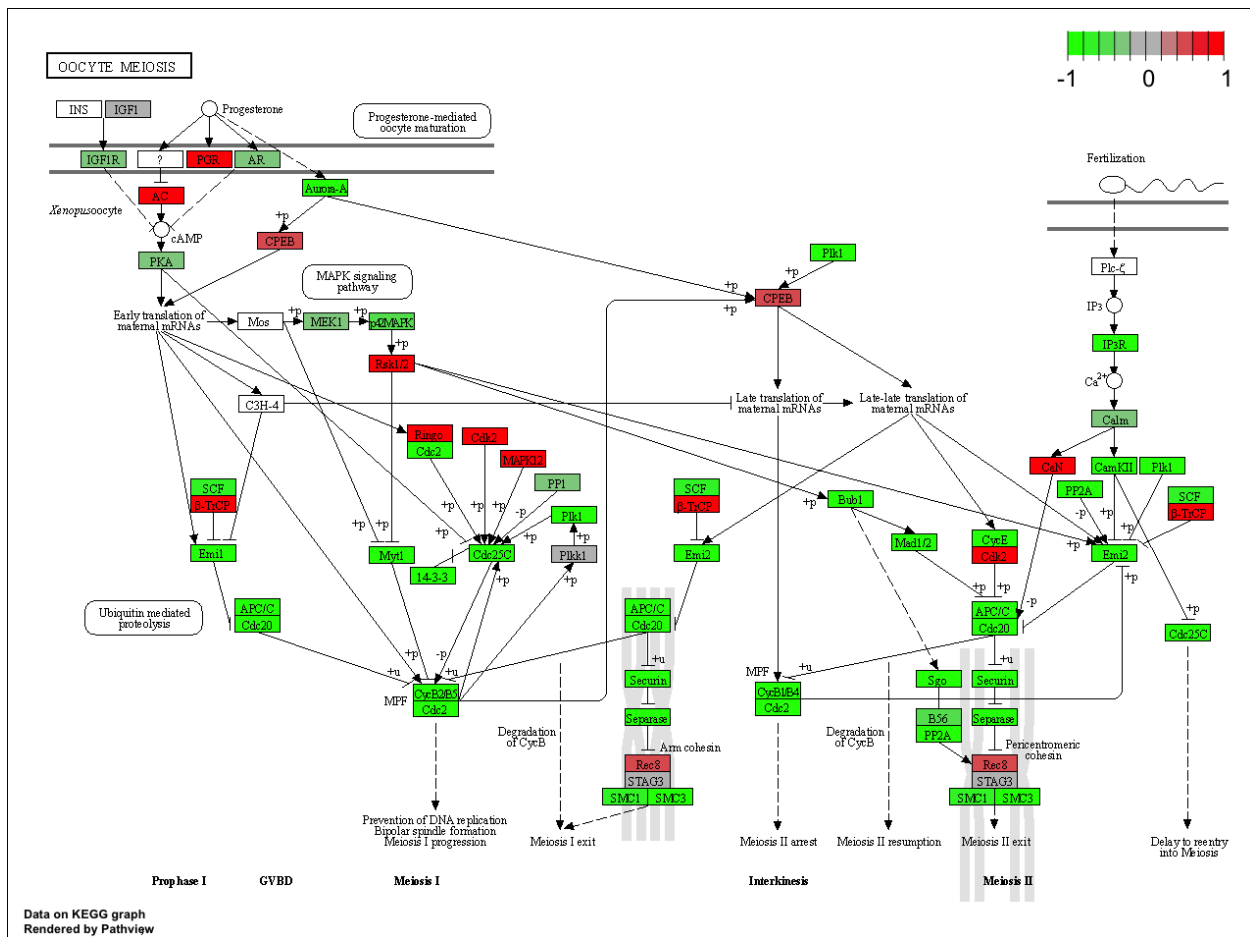 OOCYTE MEIOSIS
-1 0 1
INS IGF1
Progesterone
Progesterone-mediated
oocyte maturation
IGF1R ? PGR AR
Fertilization
Aurora-A
AC
Xenopus oocyte
cAMP
+p
CPEB
PKA
MAPK signaling
pathway
Plk1
+p
Plc-ζ
+p
CPEB
+p
IP3
Early translation of
maternal mRNAs
Mos
+p
MEK1
+p
p42MAPK
+p
Rsk1/2
IP3R
Ca2+
C3H-4
Late translation of
maternal mRNAs
Late-late translation of
maternal mRNAs
Calm
Ringo
Cdc2
Cdk2
MAPK12
PP1
CaN
CamKII
Plk1
SCF
β-TrCP
SCF
β-TrCP
PP2A
SCF
β-TrCP
+p
+p
+p
+p
+p
-p
+p
Plk1
+p
Bub1
-p
+p
+u
Emi1
Myt1
Cdc25C
14-3-3
+p
Plkk1
+p
Emi2
Mad1/2
CycE
Cdk2
+p
Emi2
+p
+p
+p
Ubiquitin mediated
proteolysis
APC/C
Cdc20
APC/C
Cdc20
APC/C
Cdc20
-p
+p
Cdc25C
+u
+p
-p
+u
+u
+u
+u
MPF
CycB2/B5
Cdc2
Securin
MPF
CycB1/B4
Cdc2
Sgo
Securin
Separase
B56
PP2A
Separase
Degradation
of CycB
Arm cohesin
Degradation
of CycB
Pericentromeric
cohesin
Rec8
STAG3
SMC1 SMC3
Rec8
STAG3
SMC1 SMC3
Prevention of DNA replication
Bipolar spindle formation
Meiosis I progression
Meiosis I exit
Meiosis II arrest
Meiosis II resumption
Meiosis II exit
Delay to reentry
into Meiosis
Prophase I GVBD Meiosis I Interkinesis Meiosis II
Data on KEGG graph
Rendered by Pathview